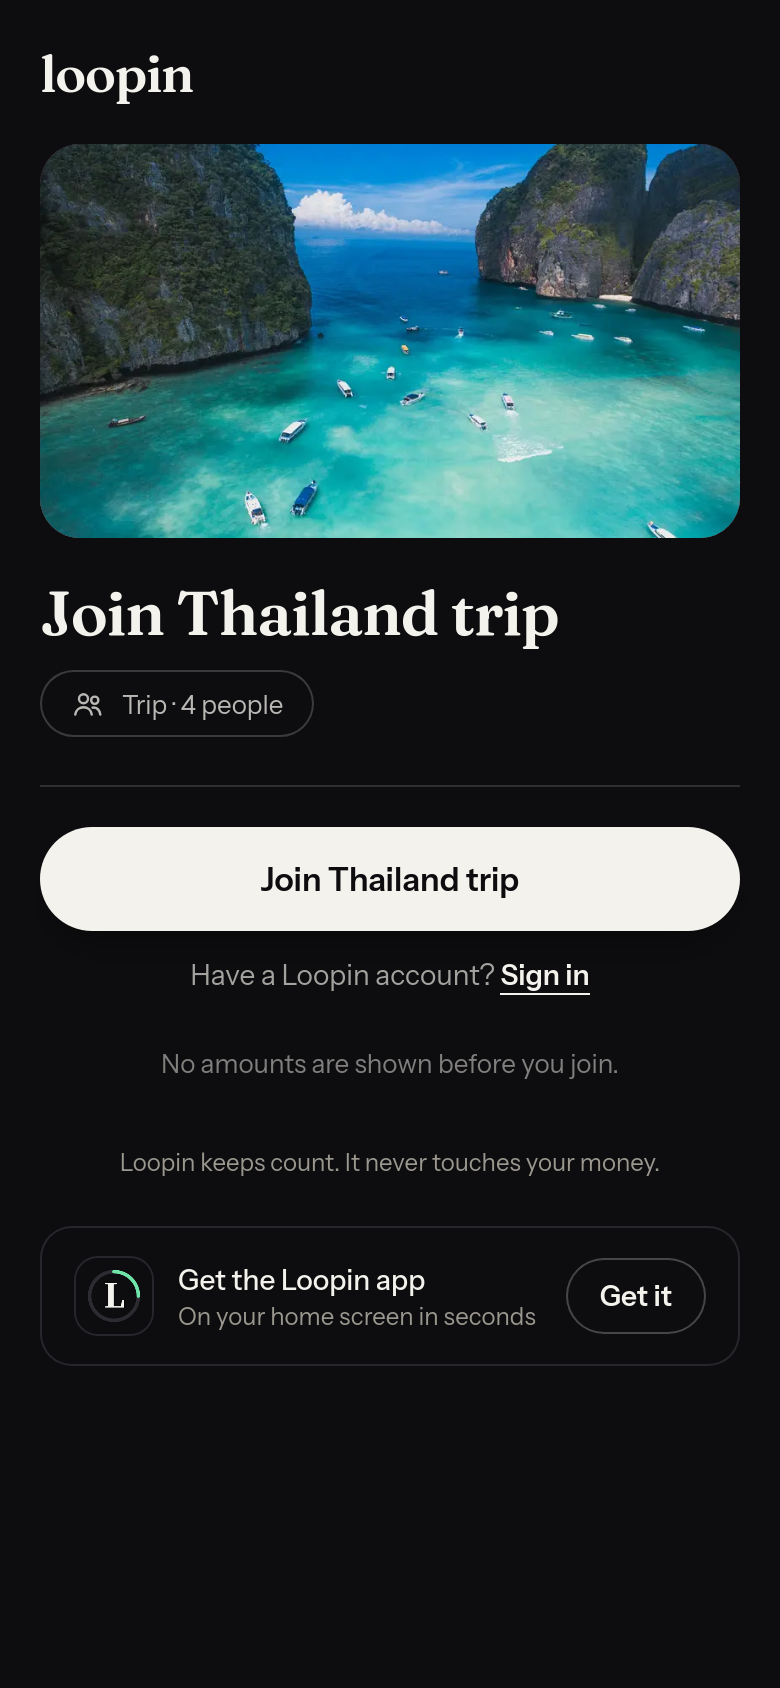 loopin
Join Thailand trip
Trip · 4 people
Join Thailand trip
Have a Loopin account? Sign in
No amounts are shown before you join.
Loopin keeps count. It never touches your money.
L
Get the Loopin app
On your home screen in seconds
Get it